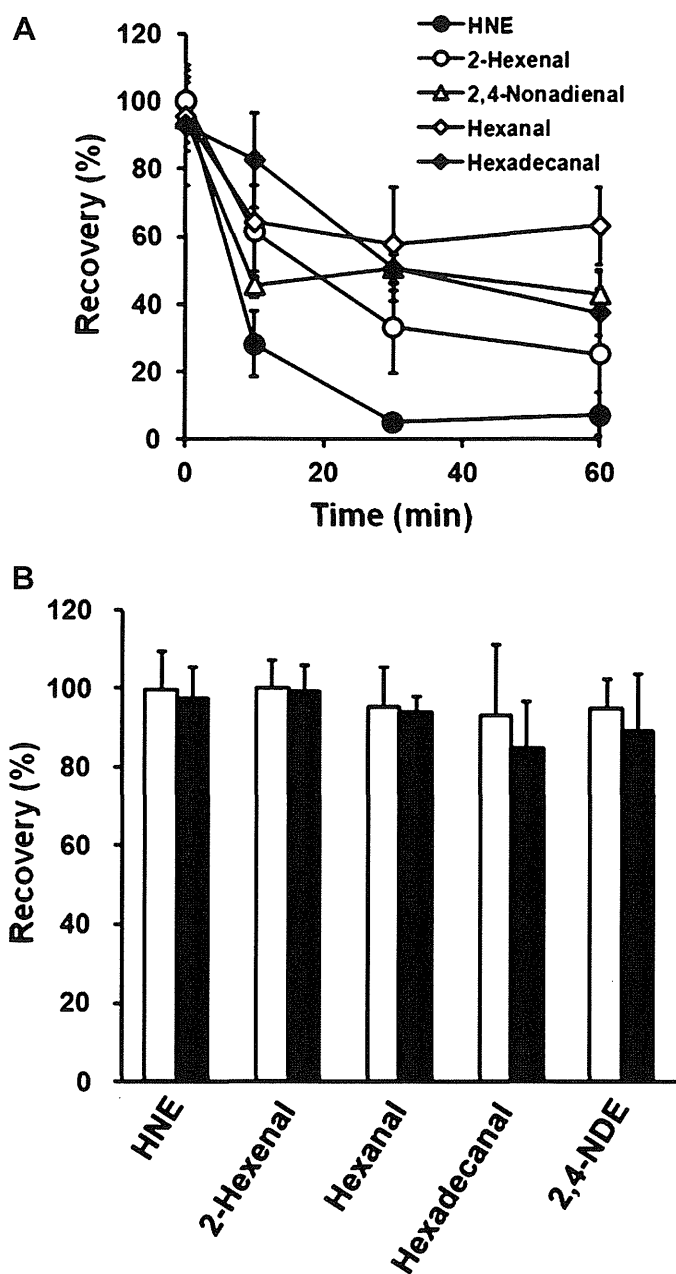 A
HNE
2-Hexenal
2,4-Nonadienal
Hexanal
Hexadecanal
Recovery (%)
120
100
80
60
40
20
0
0 20 40 60
Time (min)
B
Recovery (%)
120
100
80
60
40
20
0
HNE 2-Hexenal Hexanal Hexadecanal 2,4-NDE